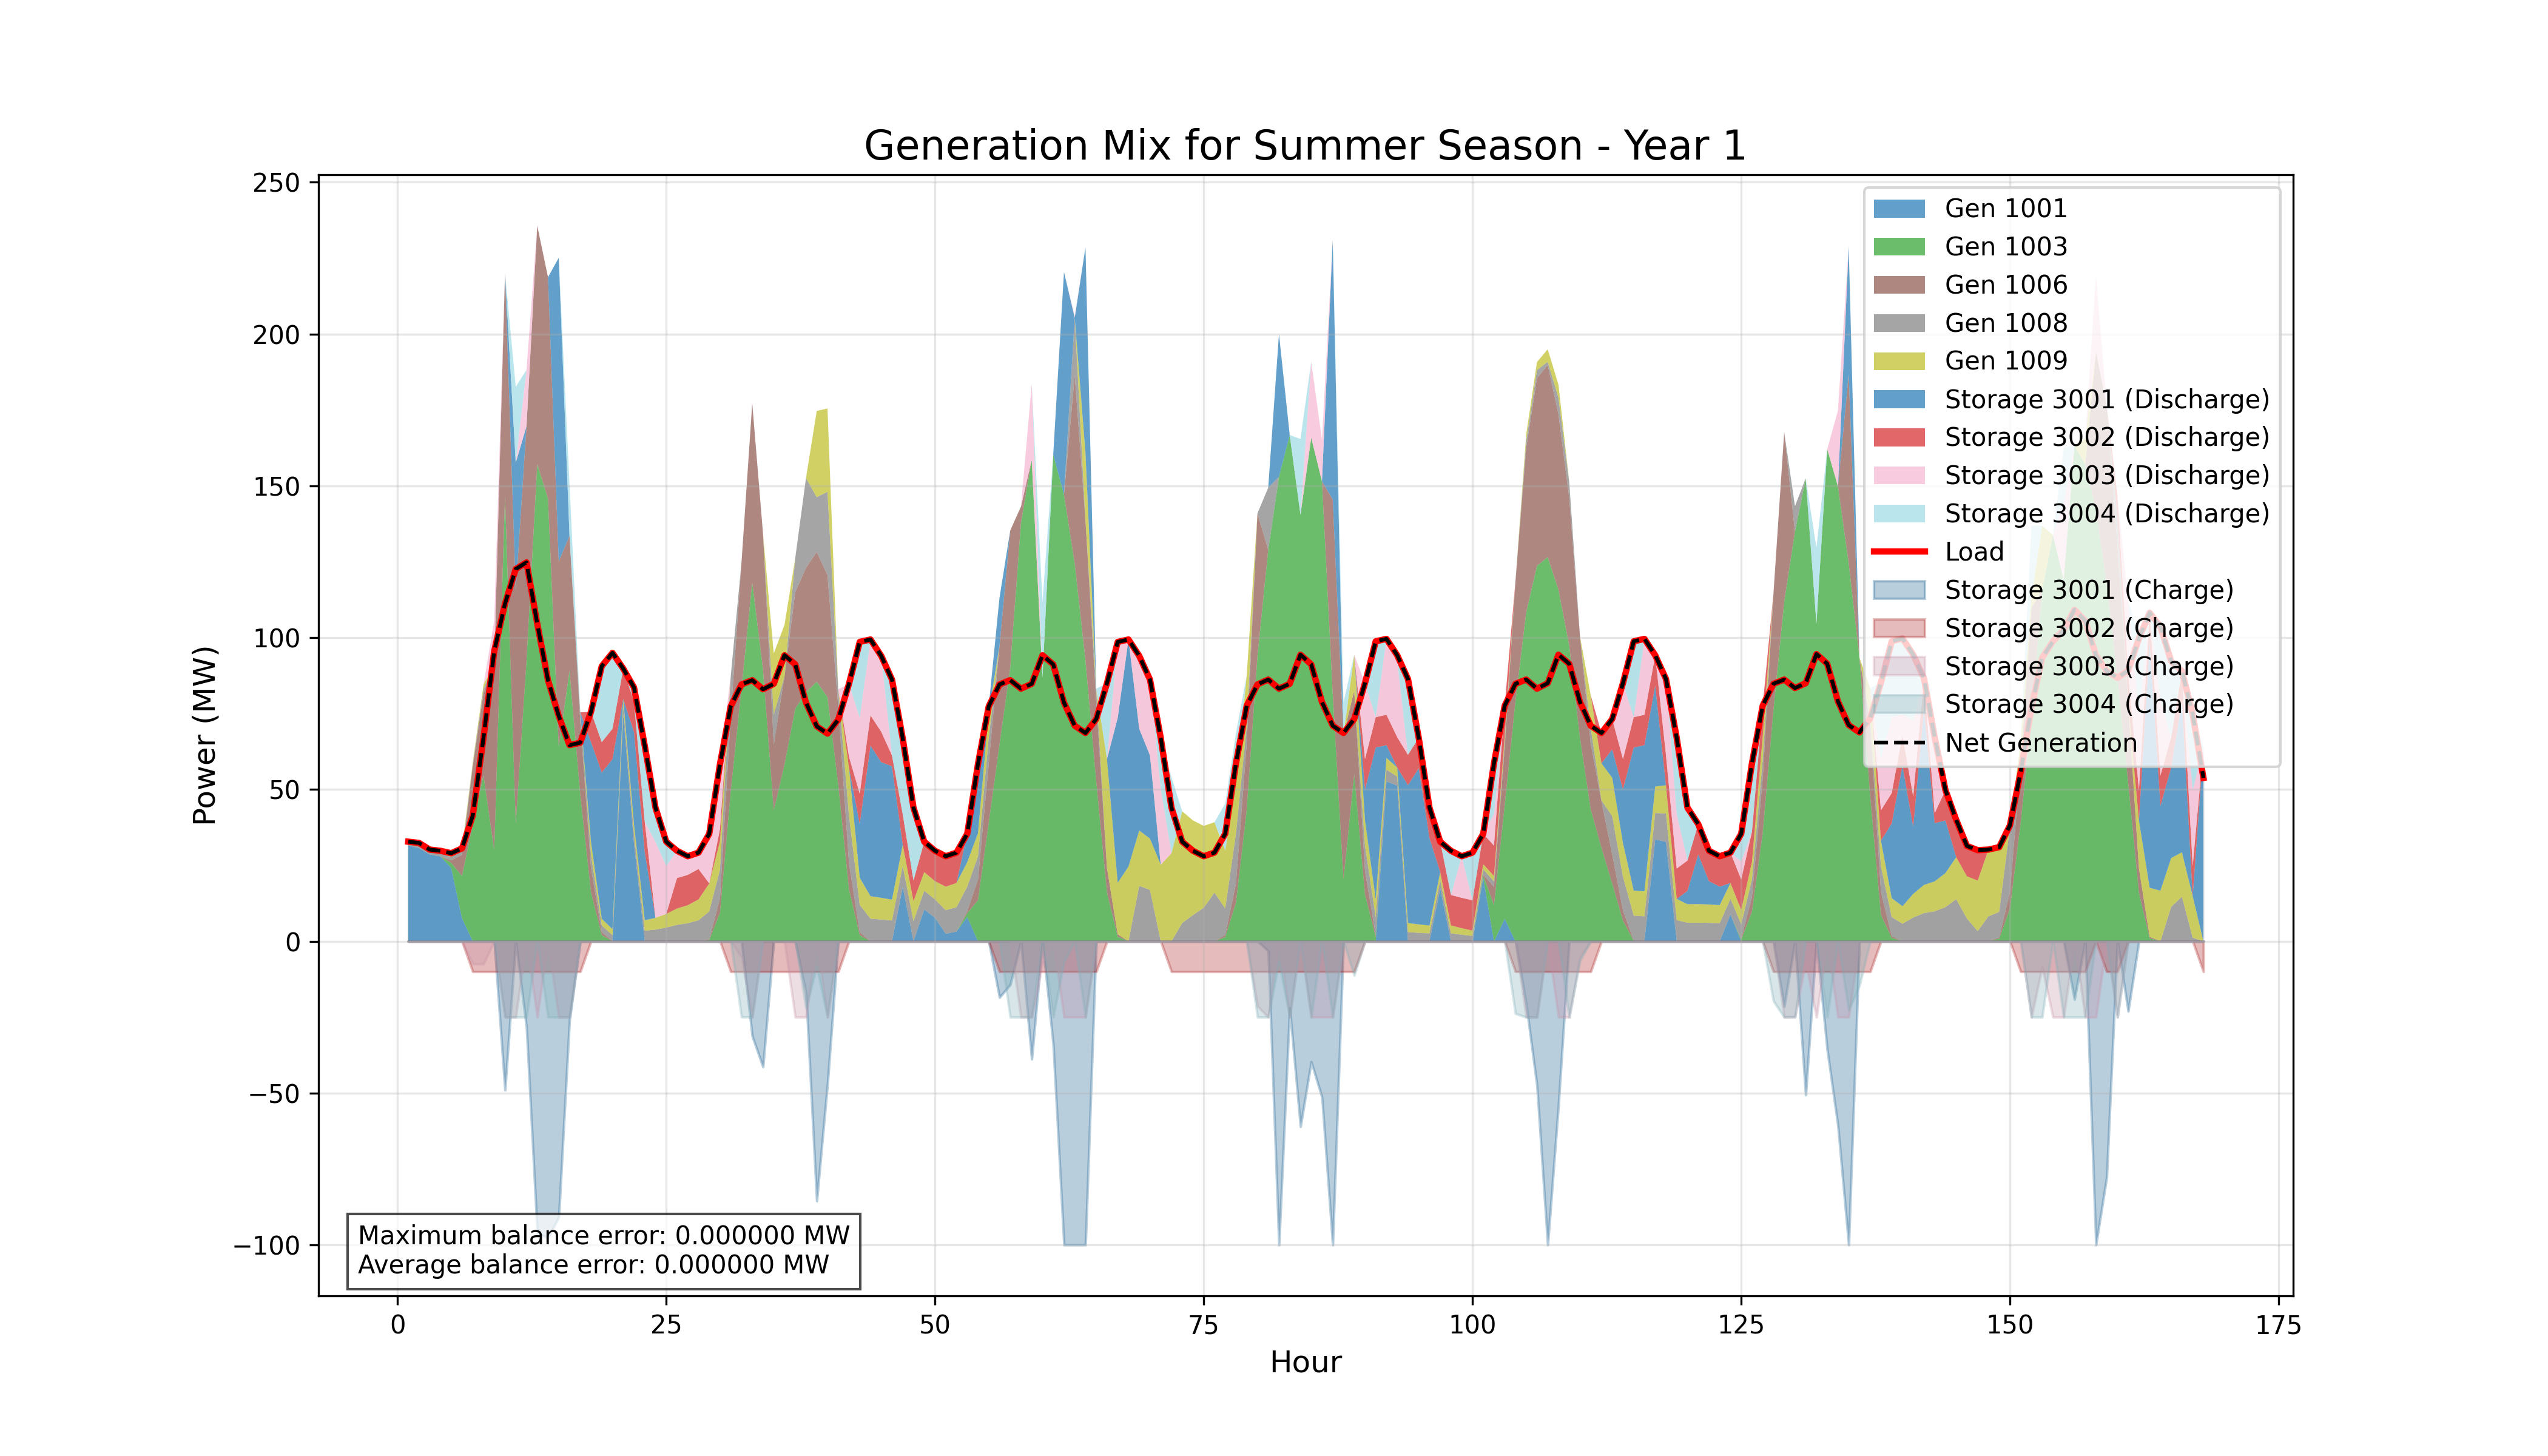 Generation Mix for Summer Season - Year 1
Power (MW)
250
200
150
100
50
0
−50
−100
Gen 1001
Gen 1003
Gen 1006
Gen 1008
Gen 1009
Storage 3001 (Discharge)
Storage 3002 (Discharge)
Storage 3003 (Discharge)
Storage 3004 (Discharge)
Load
Storage 3001 (Charge)
Storage 3002 (Charge)
Storage 3003 (Charge)
Storage 3004 (Charge)
Net Generation
Maximum balance error: 0.000000 MW
Average balance error: 0.000000 MW
0 25 50 75 100 125 150 175
Hour